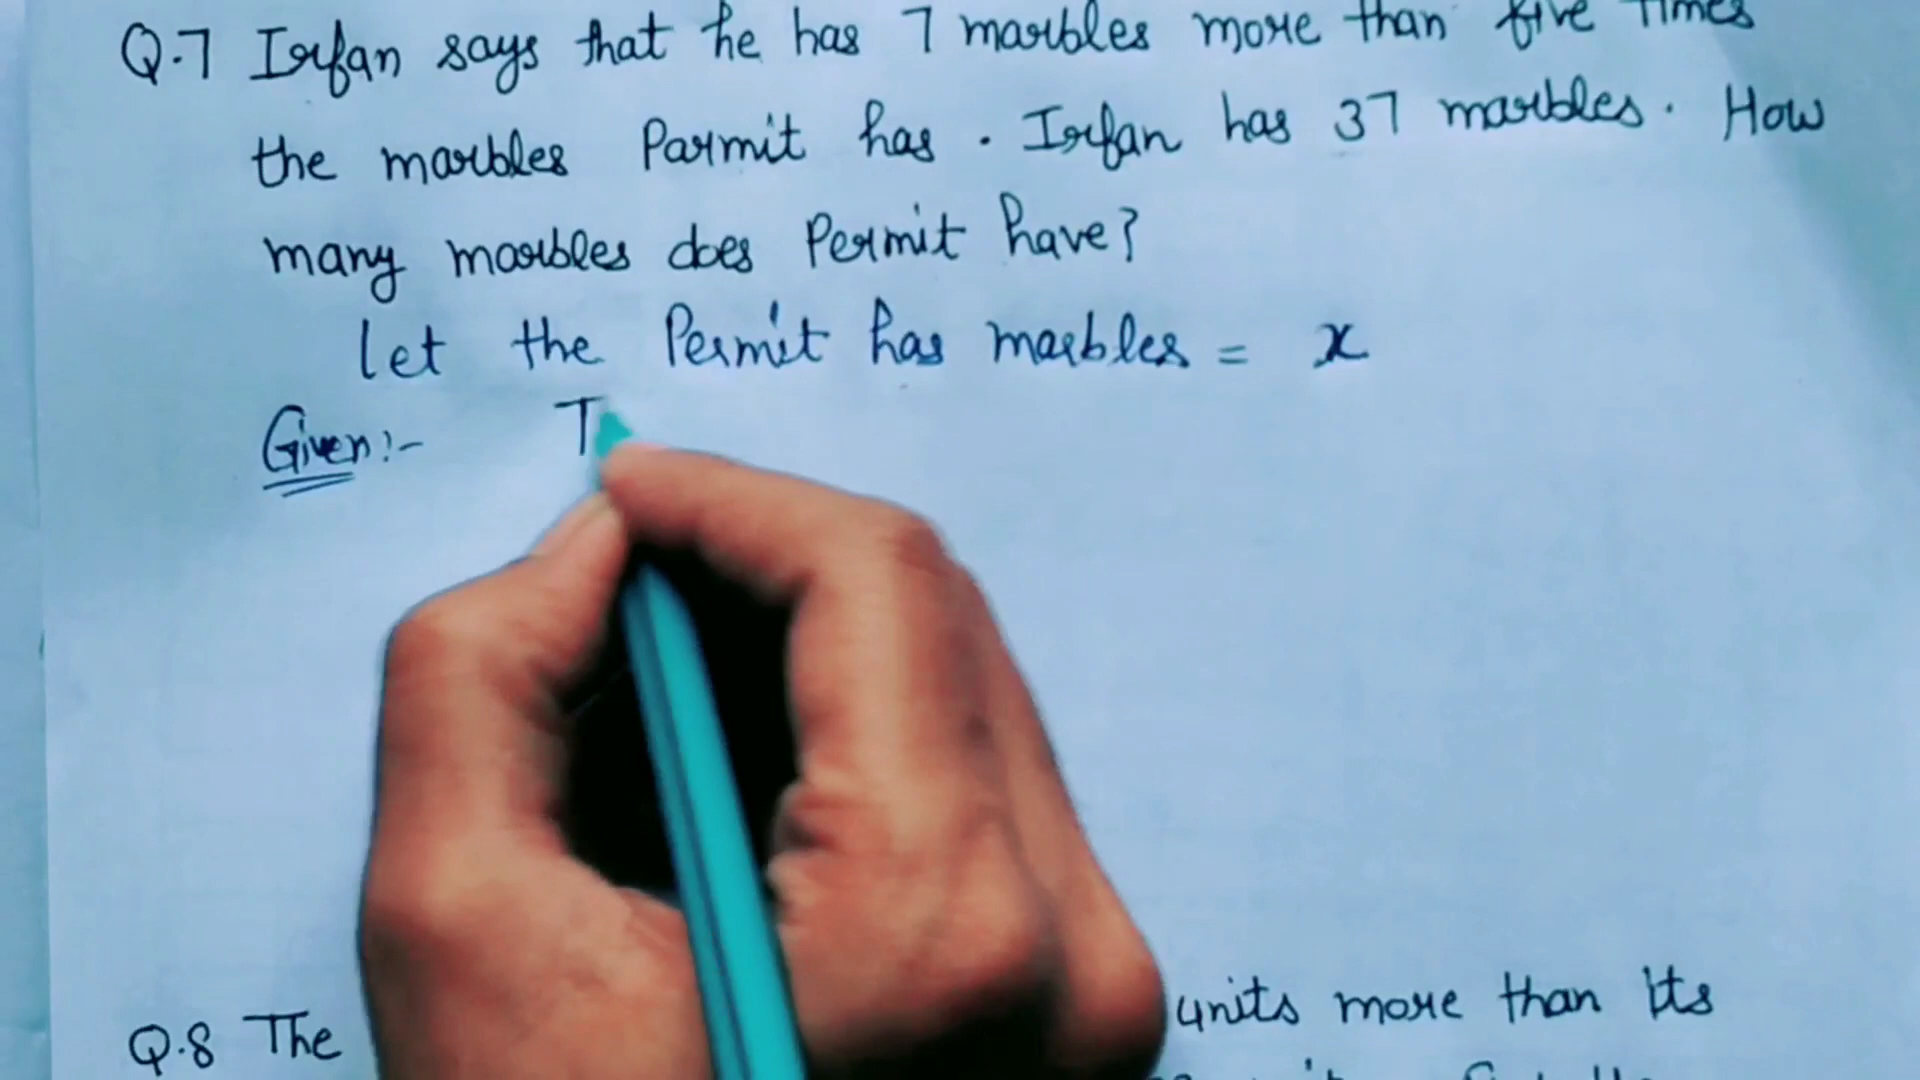 Q.7 Irfan says that he has 7 marbles more than five times
the marbles Parmit has. Irfan has 37 marbles. How
many marbles does Permit have?
Let the Permit has marbles = x
Given:- T
Q.8 The units more than its